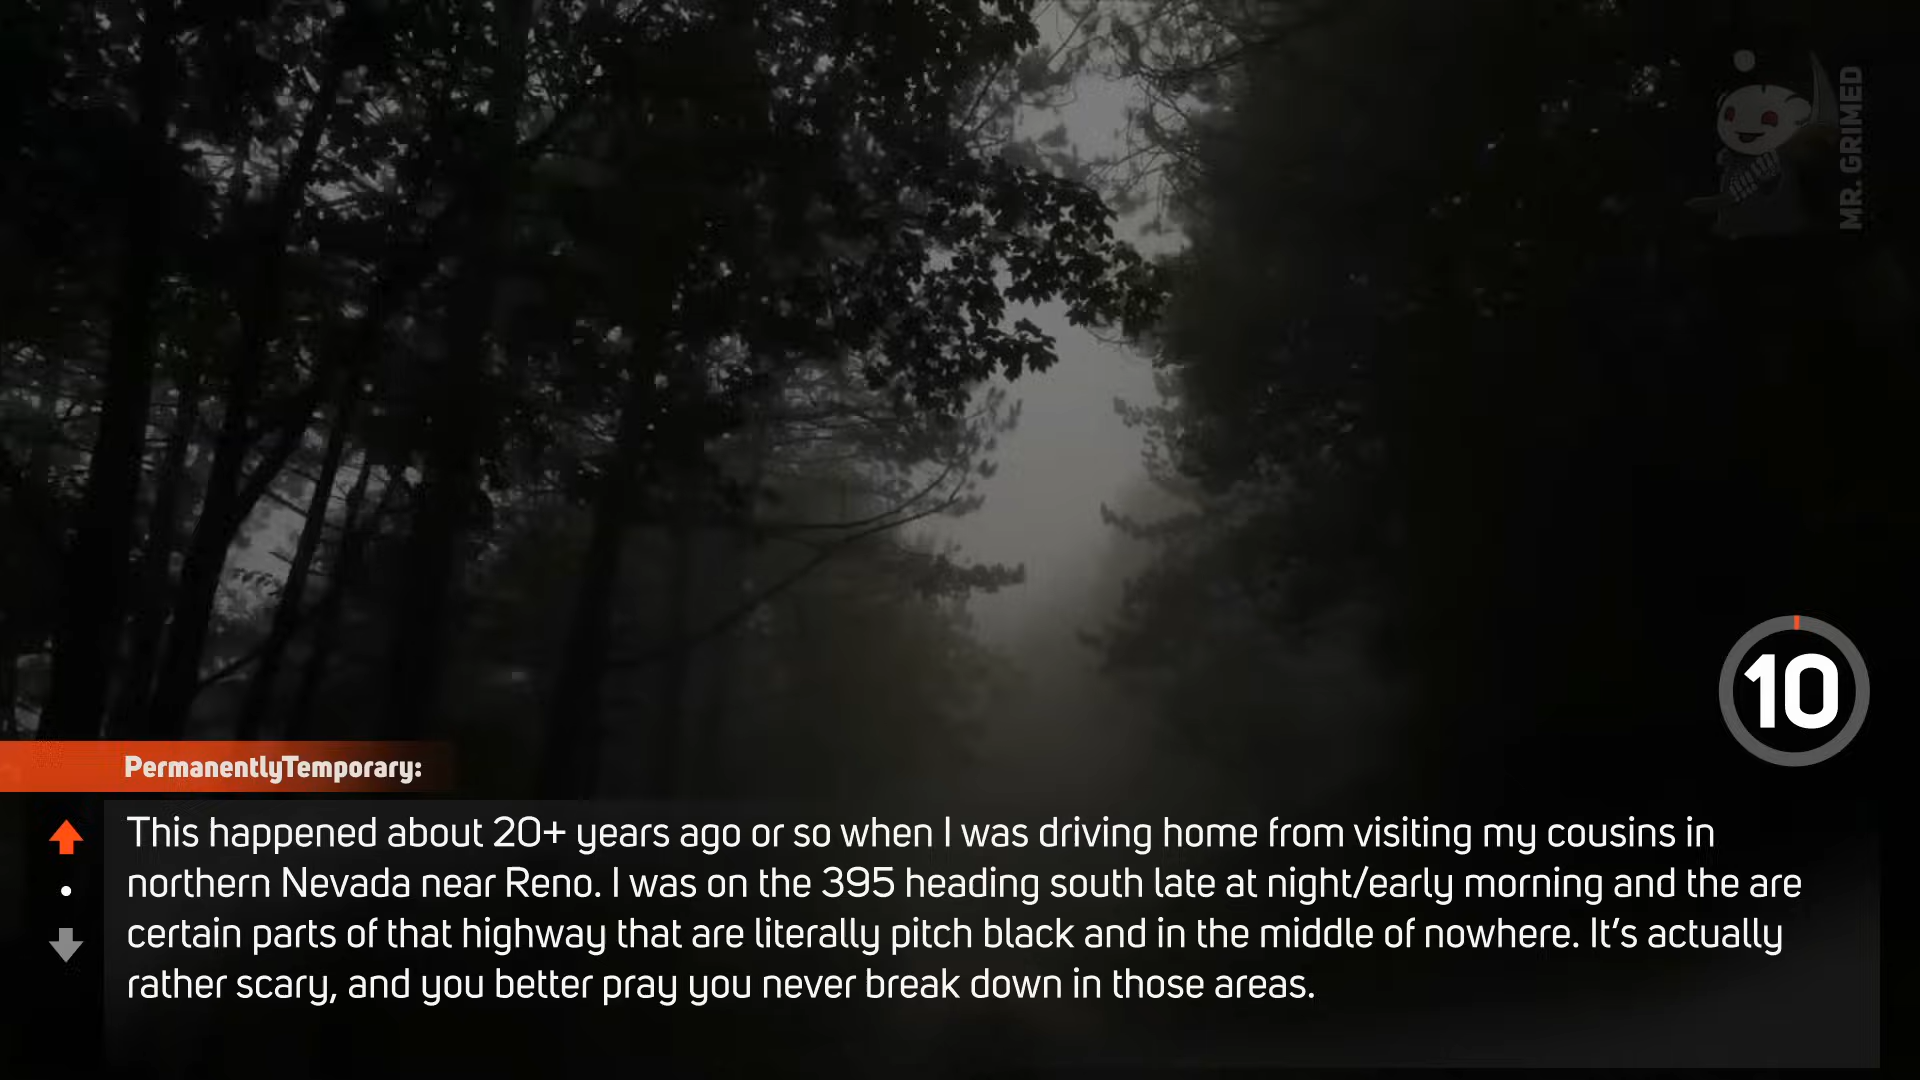 MR. GRIMED
10
PermanentlyTemporary:
This happened about 20+ years ago or so when I was driving home from visiting my cousins in
northern Nevada near Reno. I was on the 395 heading south late at night/early morning and the are
certain parts of that highway that are literally pitch black and in the middle of nowhere. It's actually
rather scary, and you better pray you never break down in those areas.